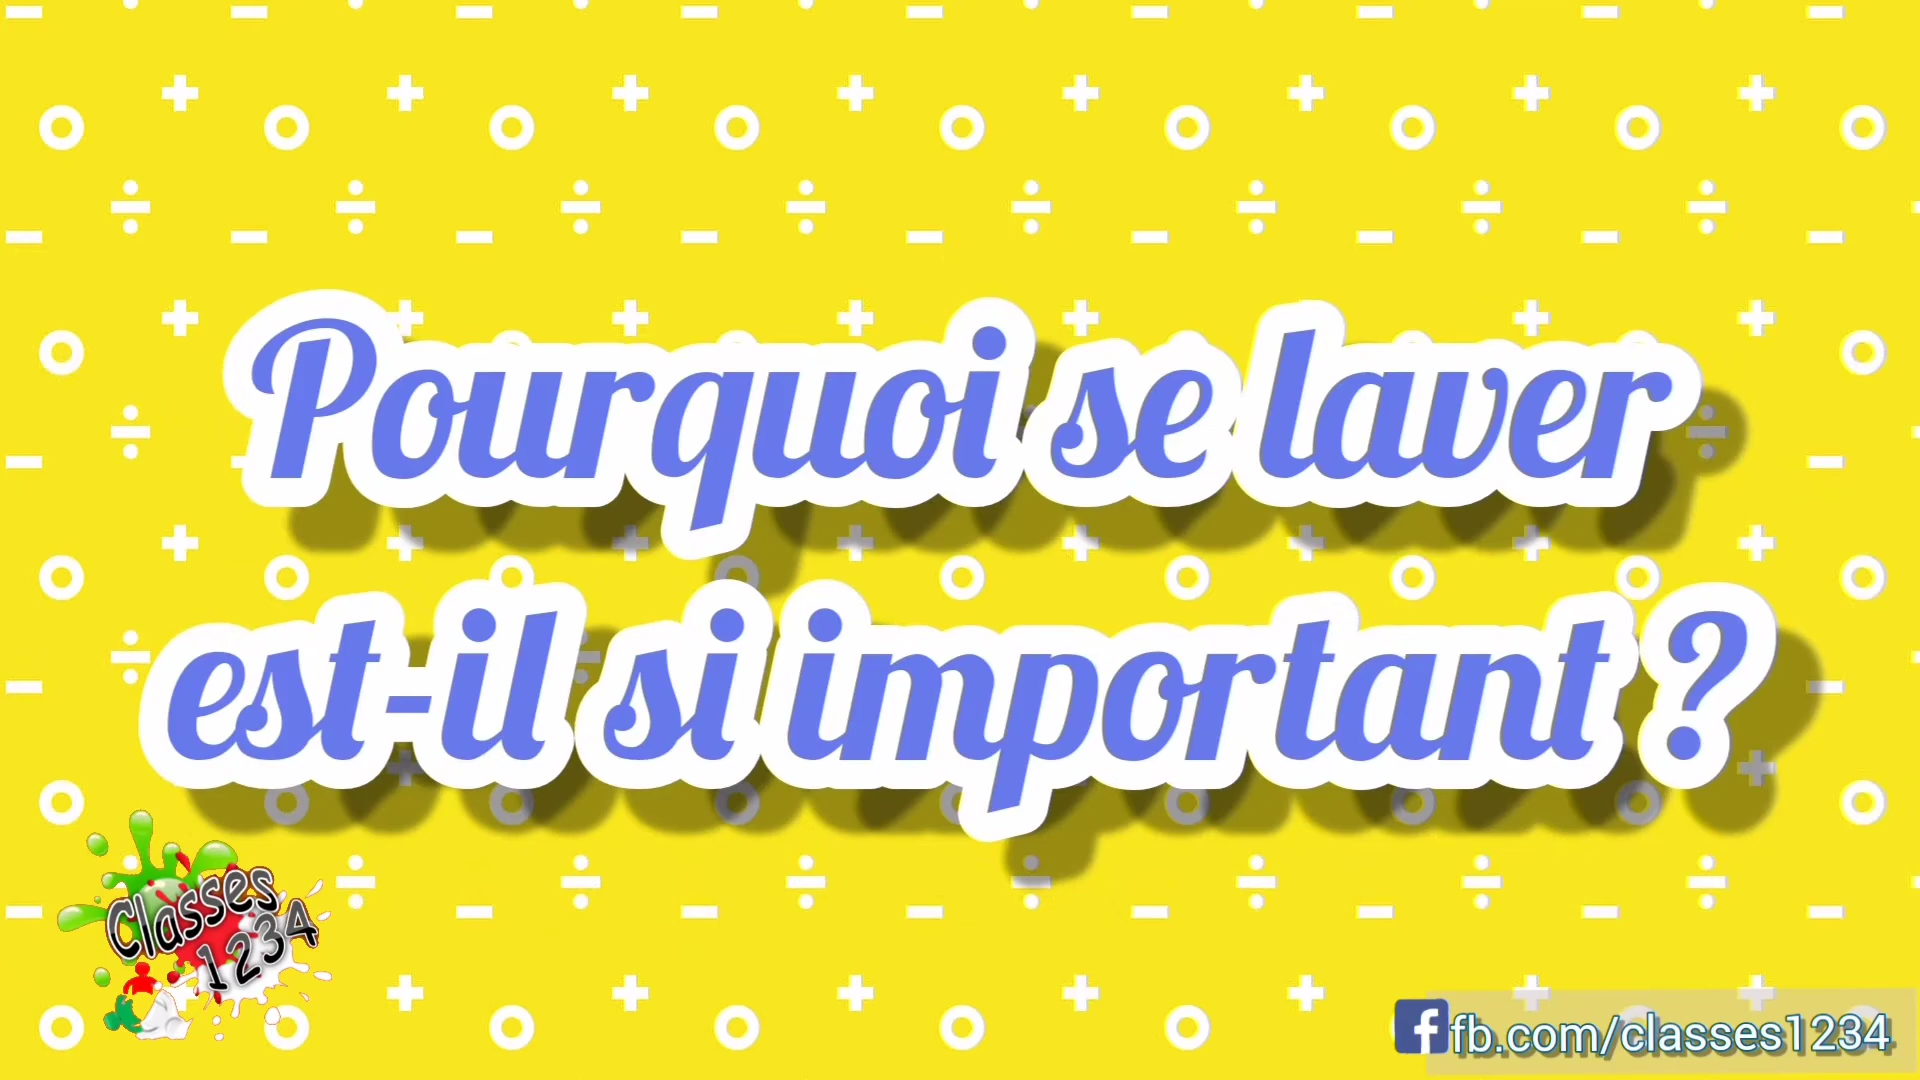 Pourquoi se laver
est-il si important ?
Classes
1234
fb.com/classes1234